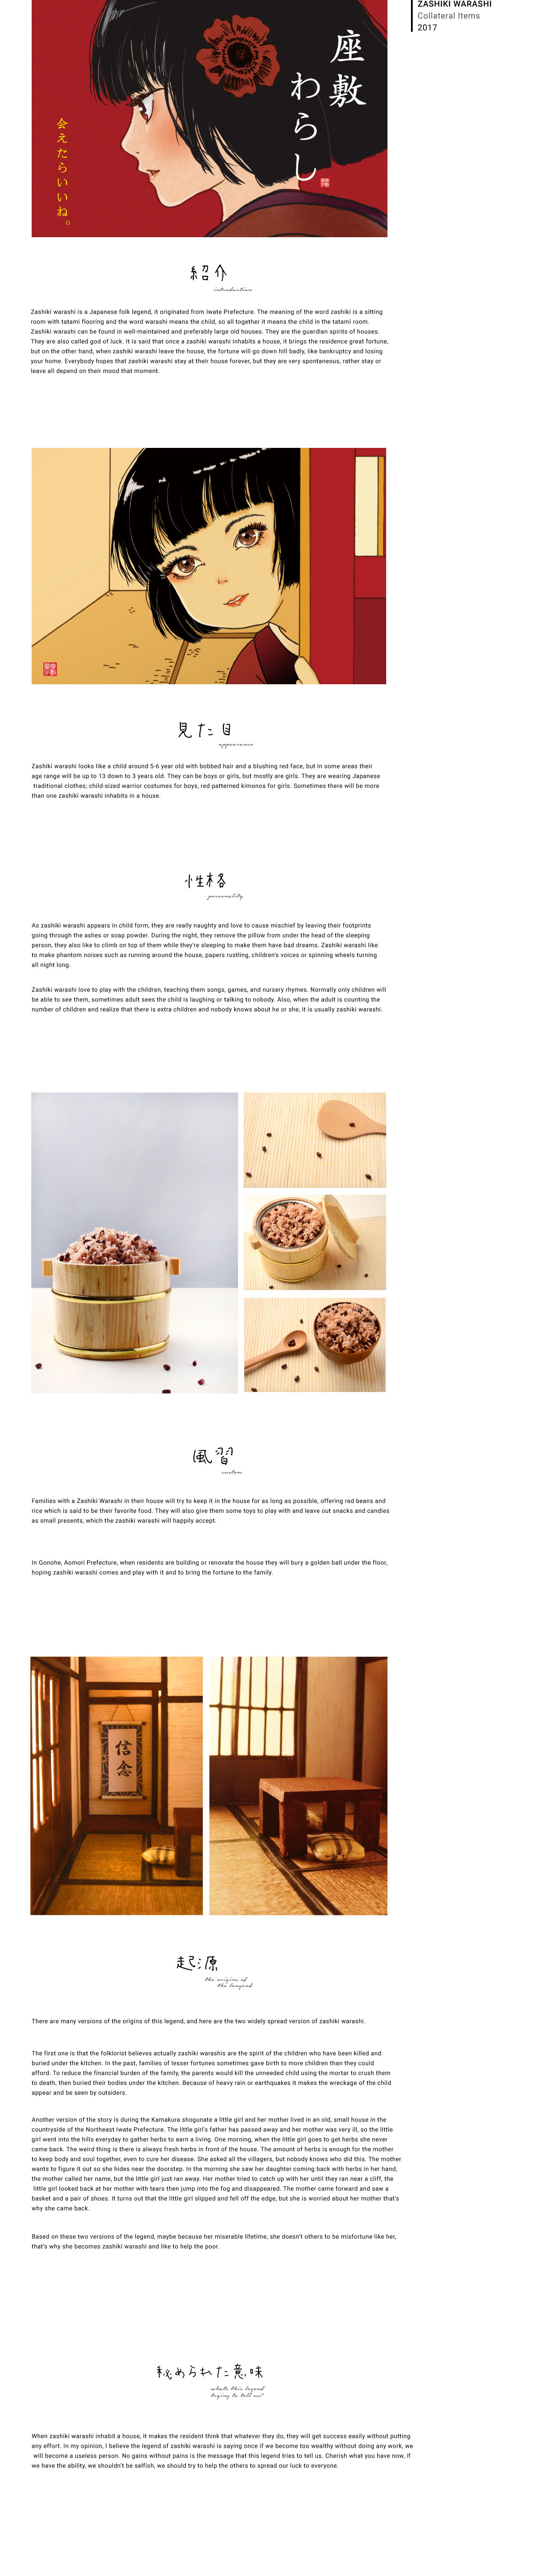 ZASHIKI WARASHI
Collateral Items
2017
座敷
わらし
会えたらいいね。
紹介
introduction
Zashiki warashi is a Japanese folk legend, it originated from Iwate Prefecture. The meaning of the word zashiki is a sitting
room with tatami flooring and the word warashi means the child, so all together it means the child in the tatami room.
Zashiki warashi can be found in well-maintained and preferably large old houses. They are the guardian spirits of houses.
They are also called god of luck. It is said that once a zashiki warashi inhabits a house, it brings the residence great fortune,
but on the other hand, when zashiki warashi leave the house, the fortune will go down hill badly, like bankruptcy and losing
your home. Everybody hopes that zashiki warashi stay at their house forever, but they are very spontaneous, rather stay or
leave all depend on their mood that moment.
見た目
appearance
Zashiki warashi looks like a child around 5-6 year old with bobbed hair and a blushing red face, but in some areas their
age range will be up to 13 down to 3 years old. They can be boys or girls, but mostly are girls. They are wearing Japanese
traditional clothes; child-sized warrior costumes for boys, red patterned kimonos for girls. Sometimes there will be more
than one zashiki warashi inhabits in a house.
性格
personality
As zashiki warashi appears in child form, they are really naughty and love to cause mischief by leaving their footprints
going through the ashes or soap powder. During the night, they remove the pillow from under the head of the sleeping
person, they also like to climb on top of them while they're sleeping to make them have bad dreams. Zashiki warashi like
to make phantom noises such as running around the house, papers rustling, children's voices or spinning wheels turning
all night long.
Zashiki warashi love to play with the children, teaching them songs, games, and nursery rhymes. Normally only children will
be able to see them, sometimes adult sees the child is laughing or talking to nobody. Also, when the adult is counting the
number of children and realize that there is extra children and nobody knows about he or she, it is usually zashiki warashi.
風習
custom
Families with a Zashiki Warashi in their house will try to keep it in the house for as long as possible, offering red beans and
rice which is said to be their favorite food. They will also give them some toys to play with and leave out snacks and candies
as small presents, which the zashiki warashi will happily accept.
In Gonohe, Aomori Prefecture, when residents are building or renovate the house they will bury a golden ball under the floor,
hoping zashiki warashi comes and play with it and to bring the fortune to the family.
信念
起源
the origins of
the longend
There are many versions of the origins of this legend, and here are the two widely spread version of zashiki warashi.
The first one is that the folklorist believes actually zashiki warashis are the spirit of the children who have been killed and
buried under the kitchen. In the past, families of lesser fortunes sometimes gave birth to more children than they could
afford. To reduce the financial burden of the family, the parents would kill the unneeded child using the mortar to crush them
to death, then buried their bodies under the kitchen. Because of heavy rain or earthquakes it makes the wreckage of the child
appear and be seen by outsiders.
Another version of the story is during the Kamakura shogunate a little girl and her mother lived in an old, small house in the
countryside of the Northeast Iwate Prefecture. The little girl's father has passed away and her mother was very ill, so the little
girl went into the hills everyday to gather herbs to earn a living. One morning, when the little girl goes to get herbs she never
came back. The weird thing is there is always fresh herbs in front of the house. The amount of herbs is enough for the mother
to keep body and soul together, even to cure her disease. She asked all the villagers, but nobody knows who did this. The mother
wants to figure it out so she hides near the doorstep. In the morning she saw her daughter coming back with herbs in her hand,
the mother called her name, but the little girl just ran away. Her mother tried to catch up with her until they ran near a cliff, the
little girl looked back at her mother with tears then jump into the fog and disappeared. The mother came forward and saw a
basket and a pair of shoes. It turns out that the little girl slipped and fell off the edge, but she is worried about her mother that's
why she came back.
Based on these two versions of the legend, maybe because her miserable lifetime, she doesn't others to be misfortune like her,
that's why she becomes zashiki warashi and like to help the poor.
秘められた意味
whats this legend
trying to tell us?
When zashiki warashi inhabit a house, it makes the resident think that whatever they do, they will get success easily without putting
any effort. In my opinion, I believe the legend of zashiki warashi is saying once if we become too wealthy without doing any work, we
will become a useless person. No gains without pains is the message that this legend tries to tell us. Cherish what you have now, if
we have the ability, we shouldn't be selfish, we should try to help the others to spread our luck to everyone.